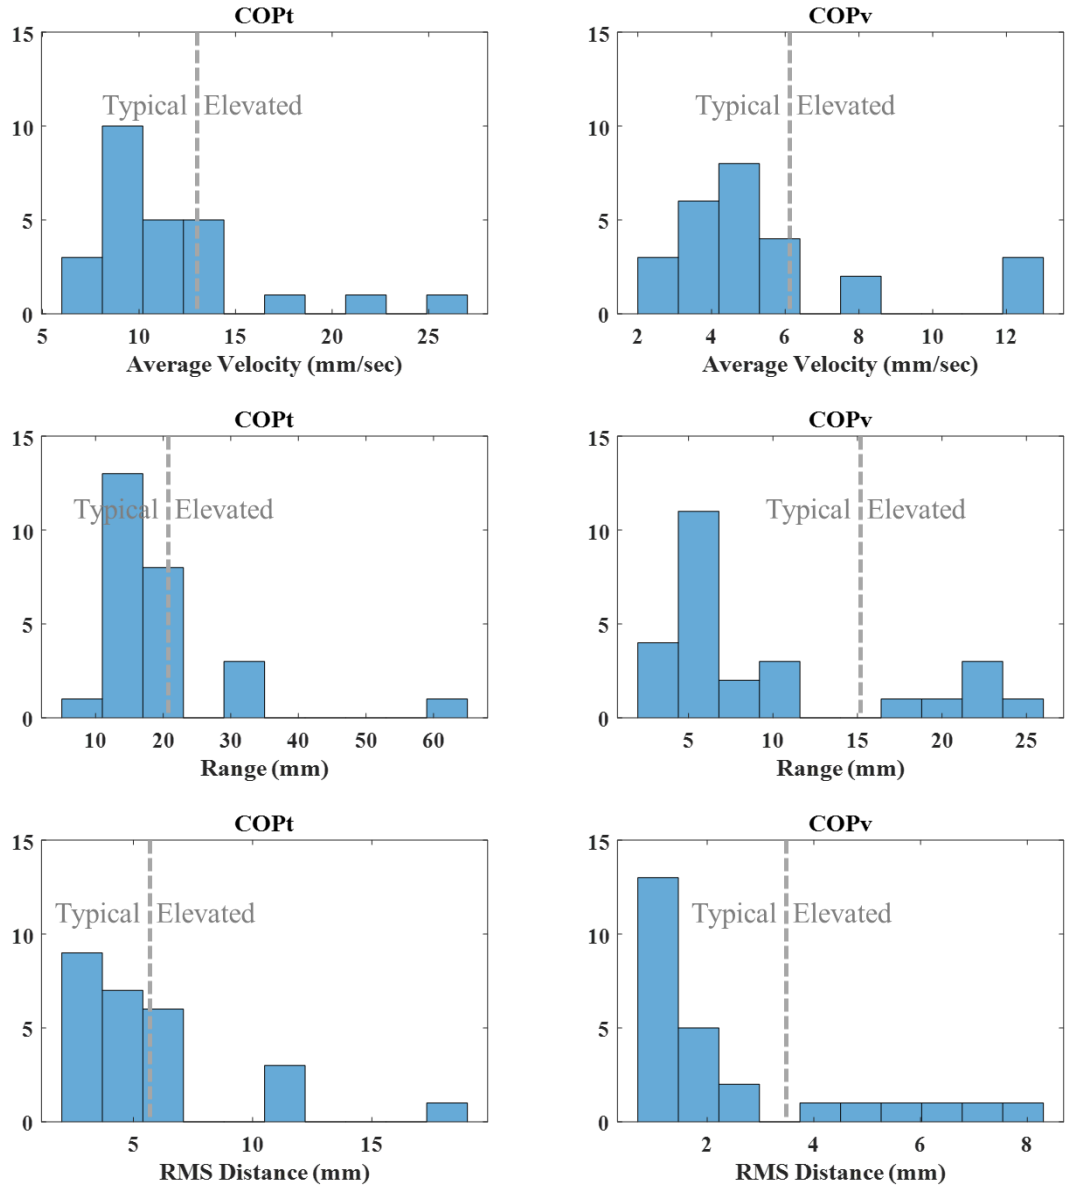 COPt
COPv
15
10
5
0
Typical Elevated
5 10 15 20 25
Average Velocity (mm/sec)
15
10
5
0
Typical Elevated
2 4 6 8 10 12
Average Velocity (mm/sec)
COPt
COPv
15
10
5
0
Typical Elevated
10 20 30 40 50 60
Range (mm)
15
10
5
0
Typical Elevated
5 10 15 20 25
Range (mm)
COPt
COPv
15
10
5
0
Typical Elevated
5 10 15
RMS Distance (mm)
15
10
5
0
Typical Elevated
2 4 6 8
RMS Distance (mm)